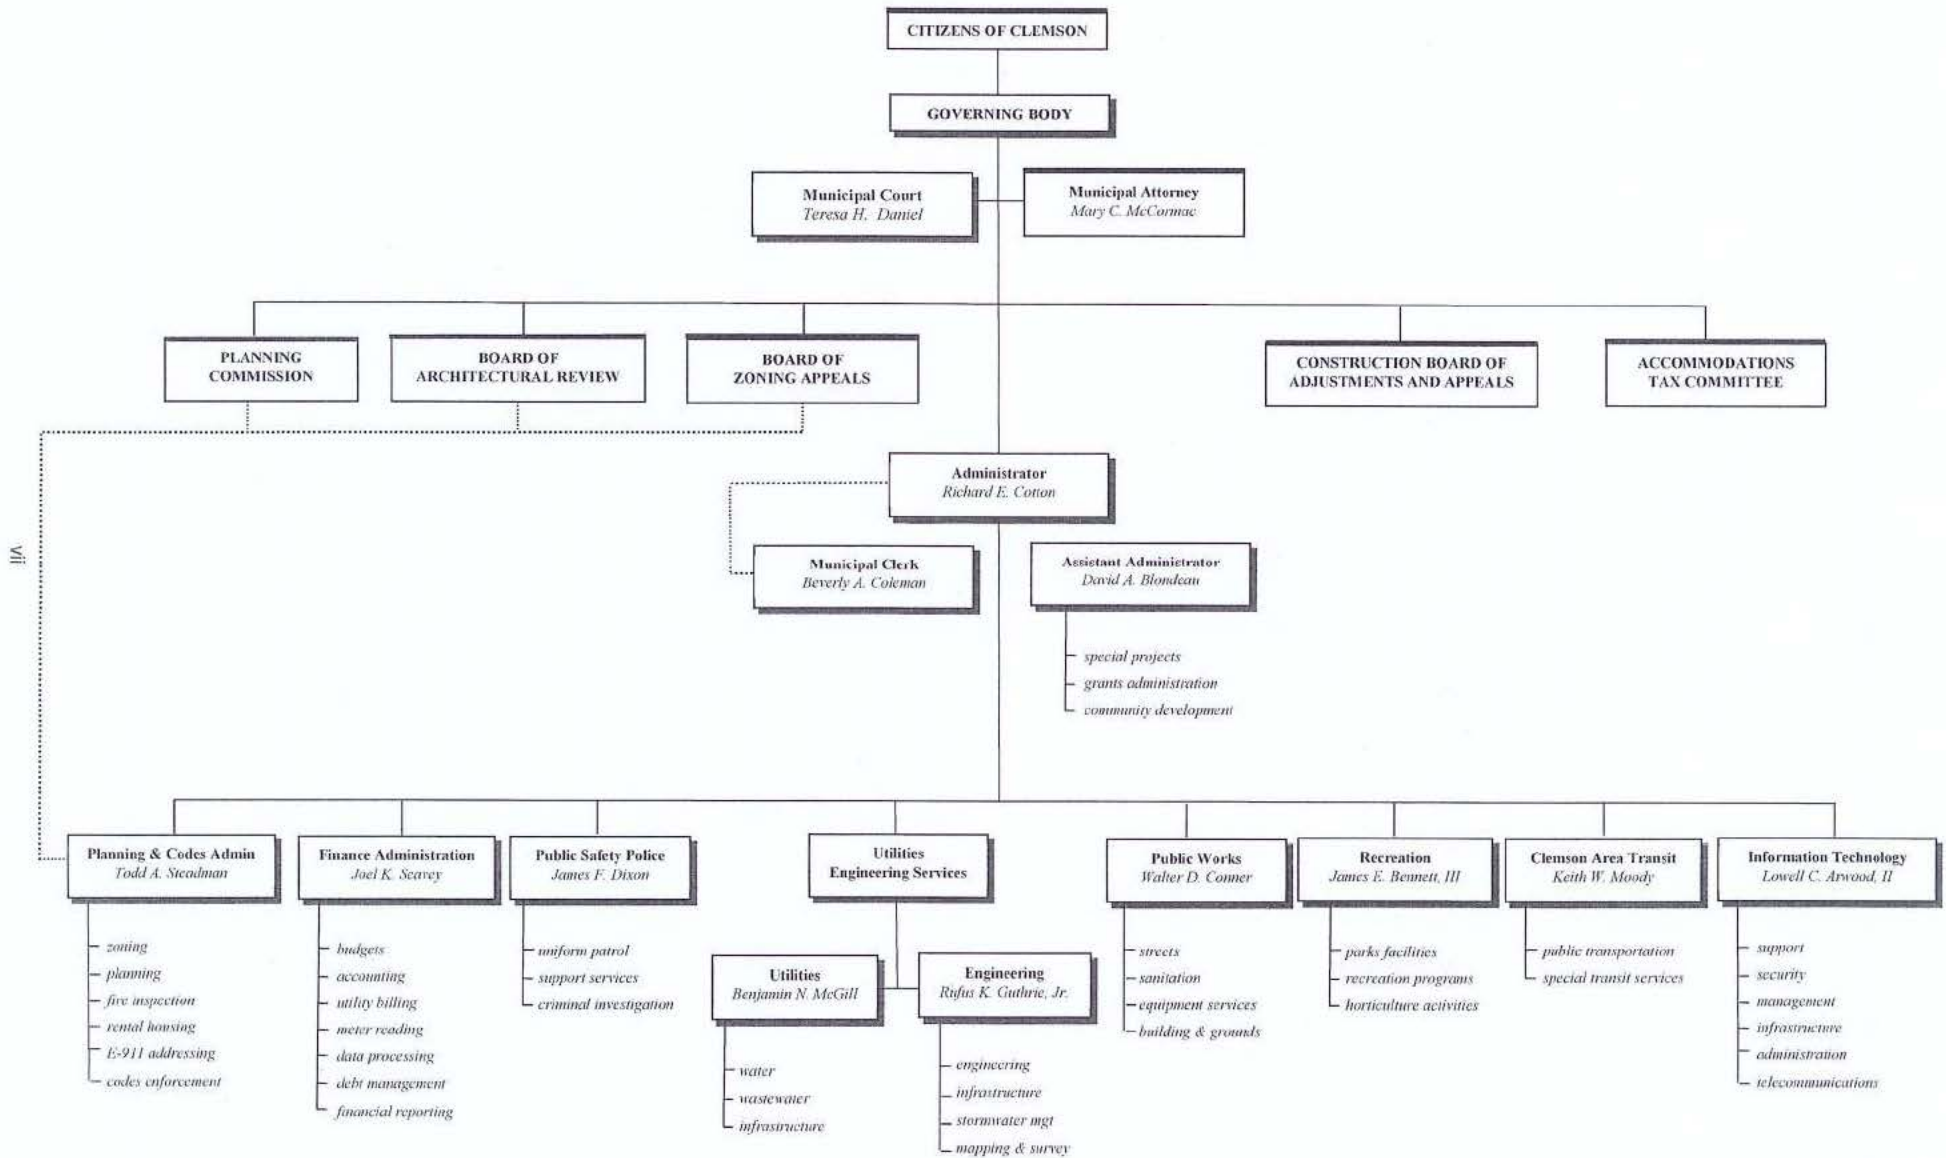 CITIZENS OF CLEMSON
GOVERNING BODY
Municipal Court
Teresa H. Daniel
Municipal Attorney
Mary C. McCormac
PLANNING
COMMISSION
BOARD OF
ARCHITECTURAL REVIEW
BOARD OF
ZONING APPEALS
CONSTRUCTION BOARD OF
ADJUSTMENTS AND APPEALS
ACCOMMODATIONS
TAX COMMITTEE
Administrator
Richard E. Cotton
Municipal Clerk
Beverly A. Coleman
Assistant Administrator
David A. Blondeau
special projects
grants administration
community development
vii
Planning & Codes Admin
Todd A. Steadman
zoning
planning
fire inspection
rental housing
E-911 addressing
codes enforcement
Finance Administration
Joel K. Seavey
budgets
accounting
utility billing
meter reading
data processing
debt management
financial reporting
Public Safety Police
James F. Dixon
uniform patrol
support services
criminal investigation
Utilities
Engineering Services
Utilities
Benjamin N. McGill
water
wastewater
infrastructure
Engineering
Rufus K. Guthrie, Jr.
engineering
infrastructure
stormwater mgt
mapping & survey
Public Works
Walter D. Conner
streets
sanitation
equipment services
building & grounds
Recreation
James E. Bennett, III
parks facilities
recreation programs
horticulture activities
Clemson Area Transit
Keith W. Moody
public transportation
special transit services
Information Technology
Lowell C. Arwood, II
support
security
management
infrastructure
administration
telecommunications